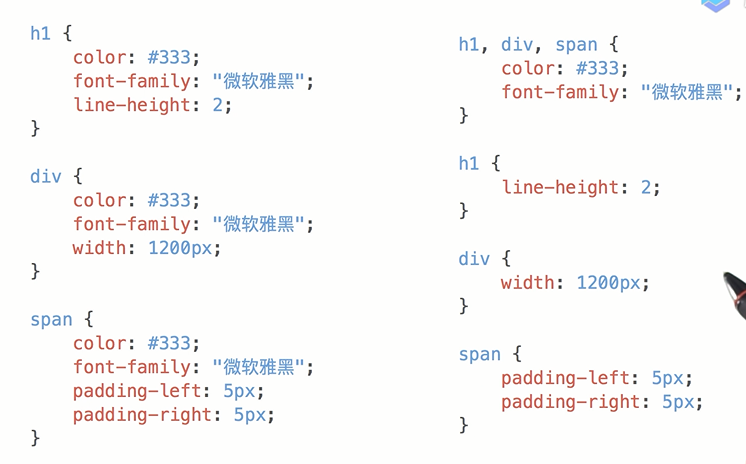 h1 {
    color: #333;
    font-family: "微软雅黑";
    line-height: 2;
}
div {
    color: #333;
    font-family: "微软雅黑";
    width: 1200px;
}
span {
    color: #333;
    font-family: "微软雅黑";
    padding-left: 5px;
    padding-right: 5px;
}
h1, div, span {
    color: #333;
    font-family: "微软雅黑";
}
h1 {
    line-height: 2;
}
div {
    width: 1200px;
}
span {
    padding-left: 5px;
    padding-right: 5px;
}